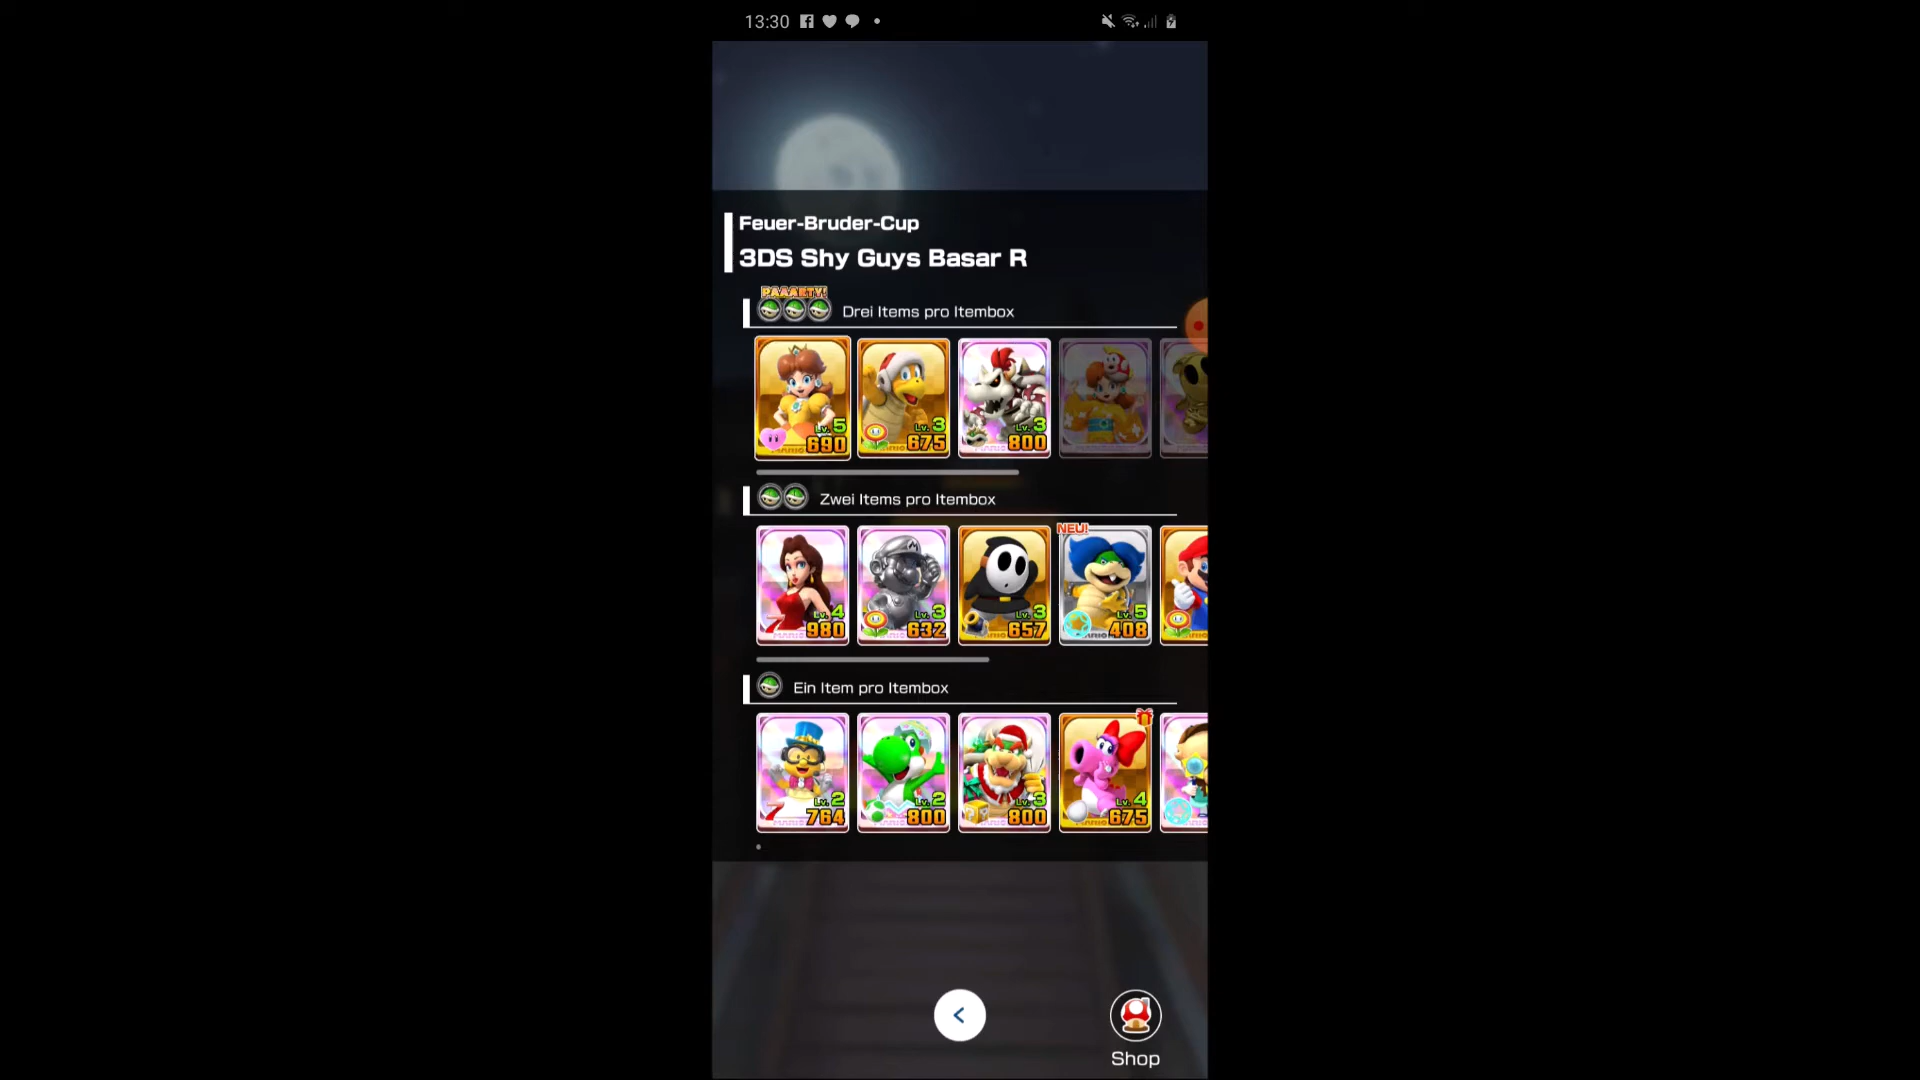 13:30
Feuer-Bruder-Cup
3DS Shy Guys Basar R
PAAARTY!
Drei Items pro Itembox
Lv. 5 Lv. 3 Lv. 3
690 675 800
Zwei Items pro Itembox
NEU!
Lv. 4 Lv. 3 Lv. 3 Lv. 5
980 632 657 408
Ein Item pro Itembox
Lv. 2 Lv. 2 Lv. 3 Lv. 4
764 800 800 675
Shop